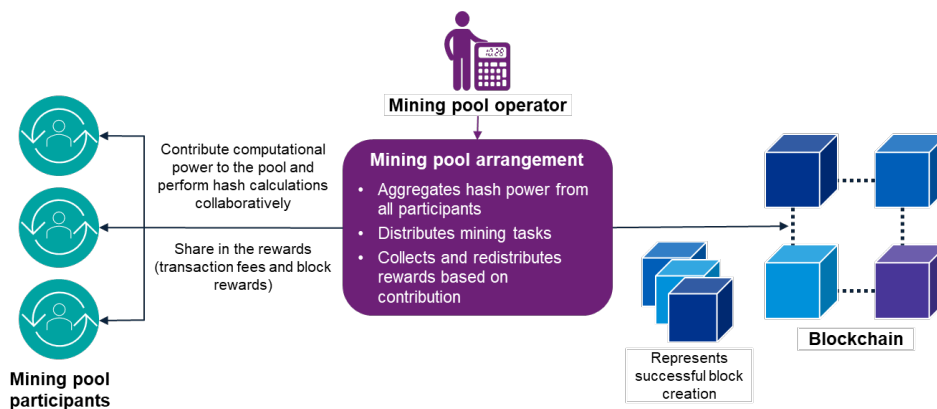 10.28
Mining pool operator
Contribute computational
power to the pool and
perform hash calculations
collaboratively
Share in the rewards
(transaction fees and block
rewards)
Mining pool
participants
Mining pool arrangement
• Aggregates hash power from
all participants
• Distributes mining tasks
• Collects and redistributes
rewards based on
contribution
Represents
successful block
creation
Blockchain